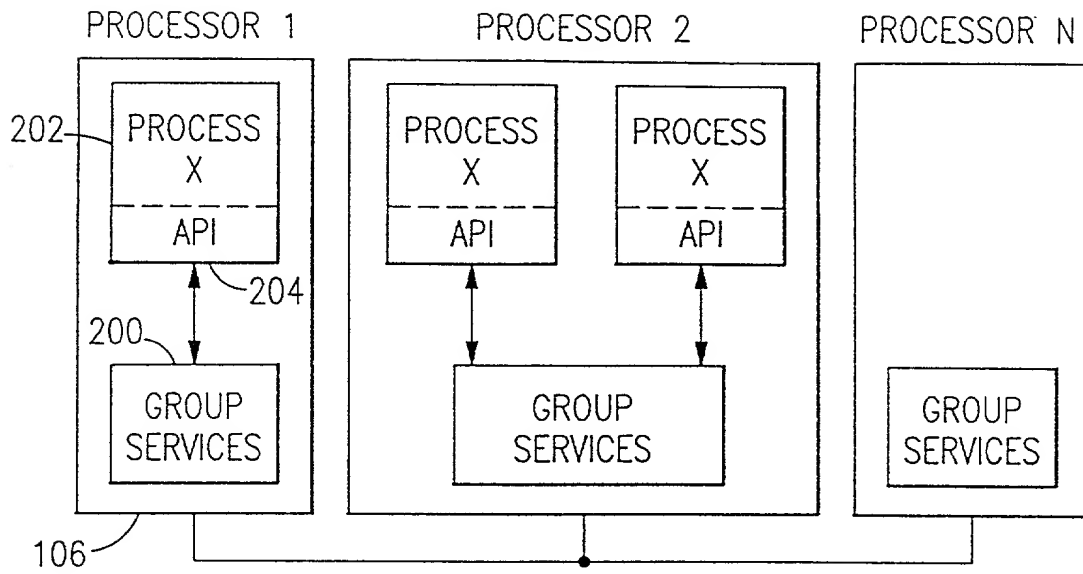 PROCESSOR 1
PROCESSOR 2
PROCESSOR N
202
PROCESS
X
API
204
PROCESS
X
API
PROCESS
X
API
200
GROUP
SERVICES
GROUP
SERVICES
GROUP
SERVICES
106